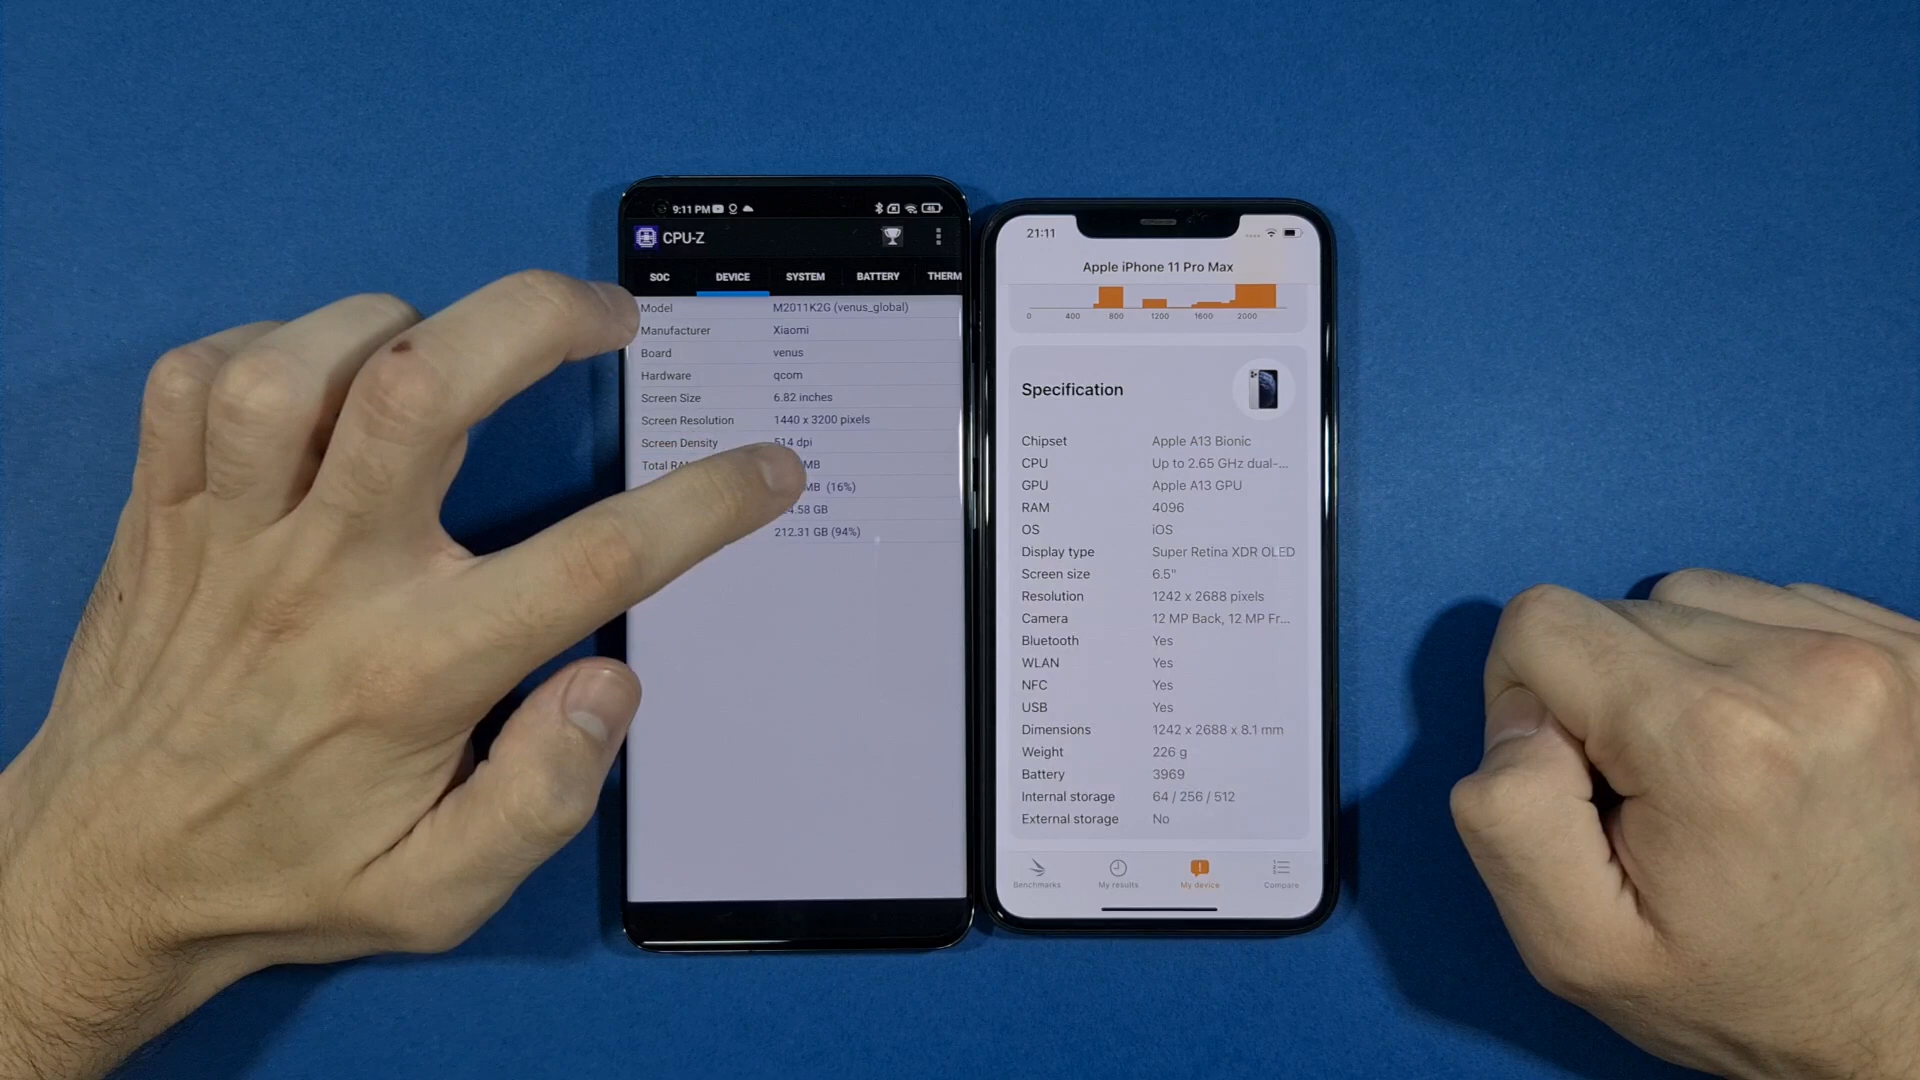 9:11 PM
46
CPU-Z
SOC DEVICE SYSTEM BATTERY THERM
Model M2011K2G (venus_global)
Manufacturer Xiaomi
Board venus
Hardware qcom
Screen Size 6.82 inches
Screen Resolution 1440 x 3200 pixels
Screen Density 514 dpi
Total RA MB
MB (16%)
4.58 GB
212.31 GB (94%)
21:11
Apple iPhone 11 Pro Max
0 400 800 1200 1600 2000
Specification
Chipset Apple A13 Bionic
CPU Up to 2.65 GHz dual-...
GPU Apple A13 GPU
RAM 4096
OS iOS
Display type Super Retina XDR OLED
Screen size 6.5"
Resolution 1242 x 2688 pixels
Camera 12 MP Back, 12 MP Fr...
Bluetooth Yes
WLAN Yes
NFC Yes
USB Yes
Dimensions 1242 x 2688 x 8.1 mm
Weight 226 g
Battery 3969
Internal storage 64 / 256 / 512
External storage No
Benchmarks My results My device Compare